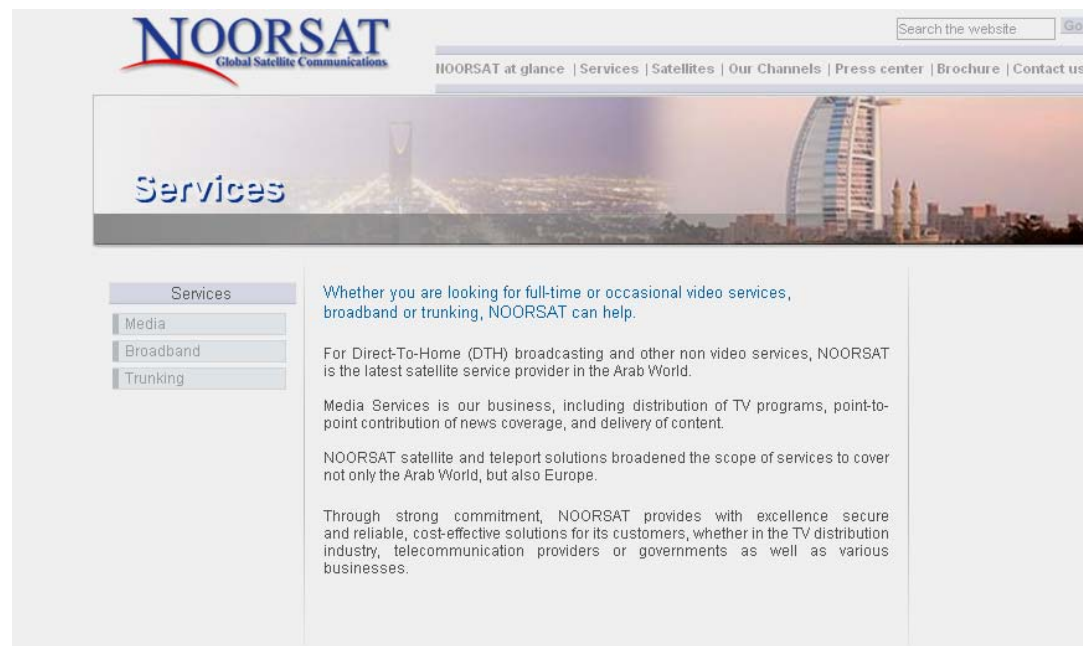 NOORSAT
Global Satellite Communications
Search the website
Go
NOORSAT at glance | Services | Satellites | Our Channels | Press center | Brochure | Contact us
Services
Services
Media
Broadband
Trunking
Whether you are looking for full-time or occasional video services,
broadband or trunking, NOORSAT can help.
For Direct-To-Home (DTH) broadcasting and other non video services, NOORSAT
is the latest satellite service provider in the Arab World.
Media Services is our business, including distribution of TV programs, point-to-
point contribution of news coverage, and delivery of content.
NOORSAT satellite and teleport solutions broadened the scope of services to cover
not only the Arab World, but also Europe.
Through strong commitment, NOORSAT provides with excellence secure
and reliable, cost-effective solutions for its customers, whether in the TV distribution
industry, telecommunication providers or governments as well as various
businesses.